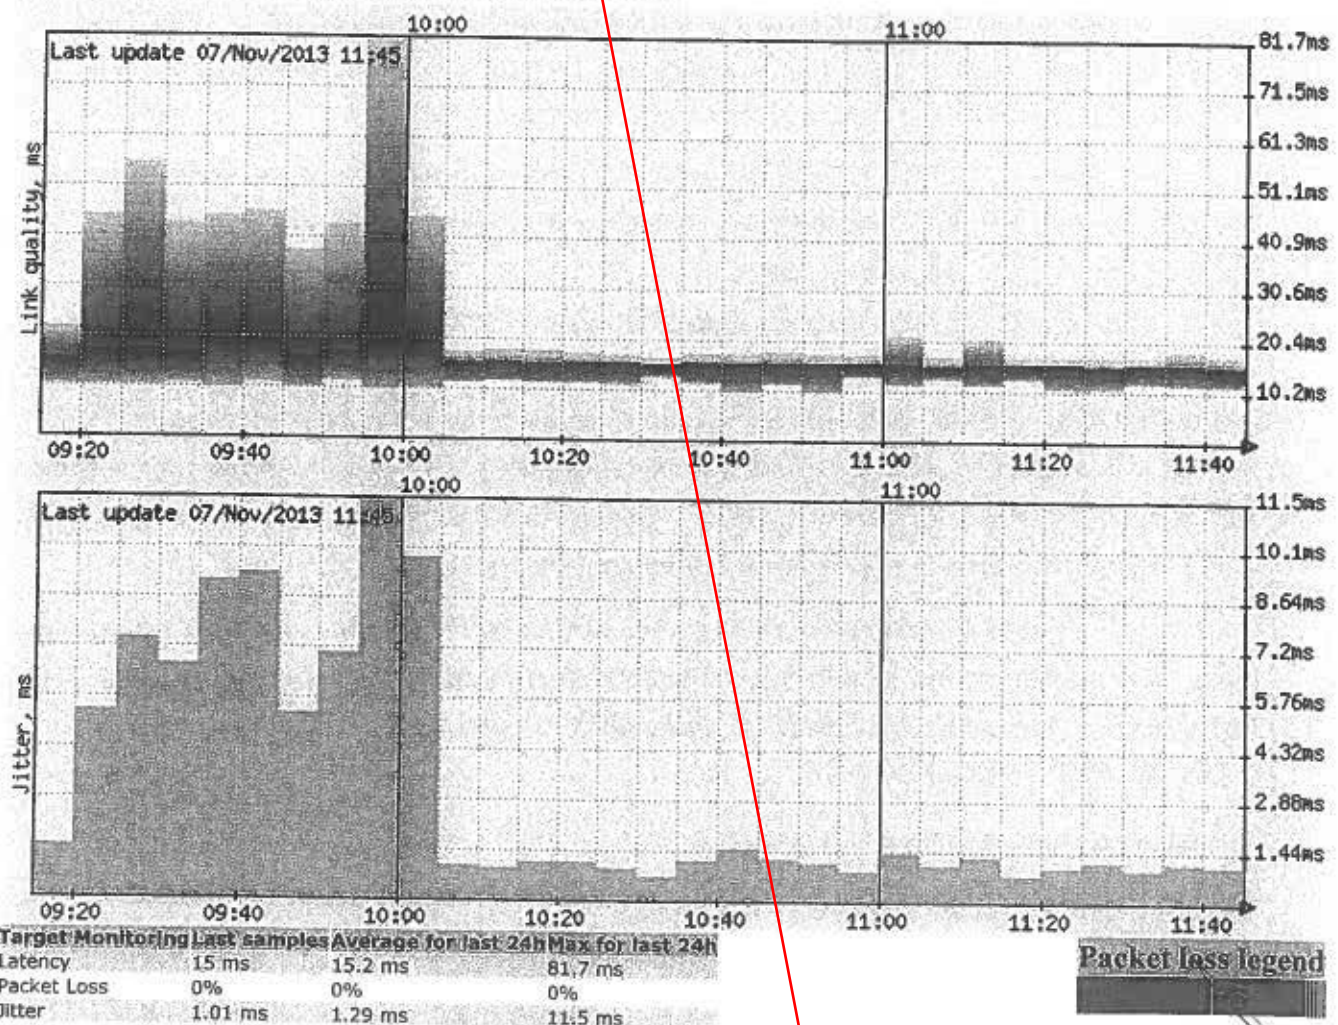 10:00 11:00
Last update 07/Nov/2013 11:45
81.7ms
71.5ms
61.3ms
51.1ms
40.9ms
30.6ms
20.4ms
10.2ms
Link quality, ms
09:20 09:40 10:00 10:20 10:40 11:00 11:20 11:40
10:00 11:00
Last update 07/Nov/2013 11:45
11.5ms
10.1ms
8.64ms
7.2ms
5.76ms
4.32ms
2.88ms
1.44ms
Jitter, ms
09:20 09:40 10:00 10:20 10:40 11:00 11:20 11:40
Target Monitoring Last samples Average for last 24h Max for last 24h
Latency 15 ms 15.2 ms 81.7 ms
Packet Loss 0% 0% 0%
Jitter 1.01 ms 1.29 ms 11.5 ms
Packet loss legend